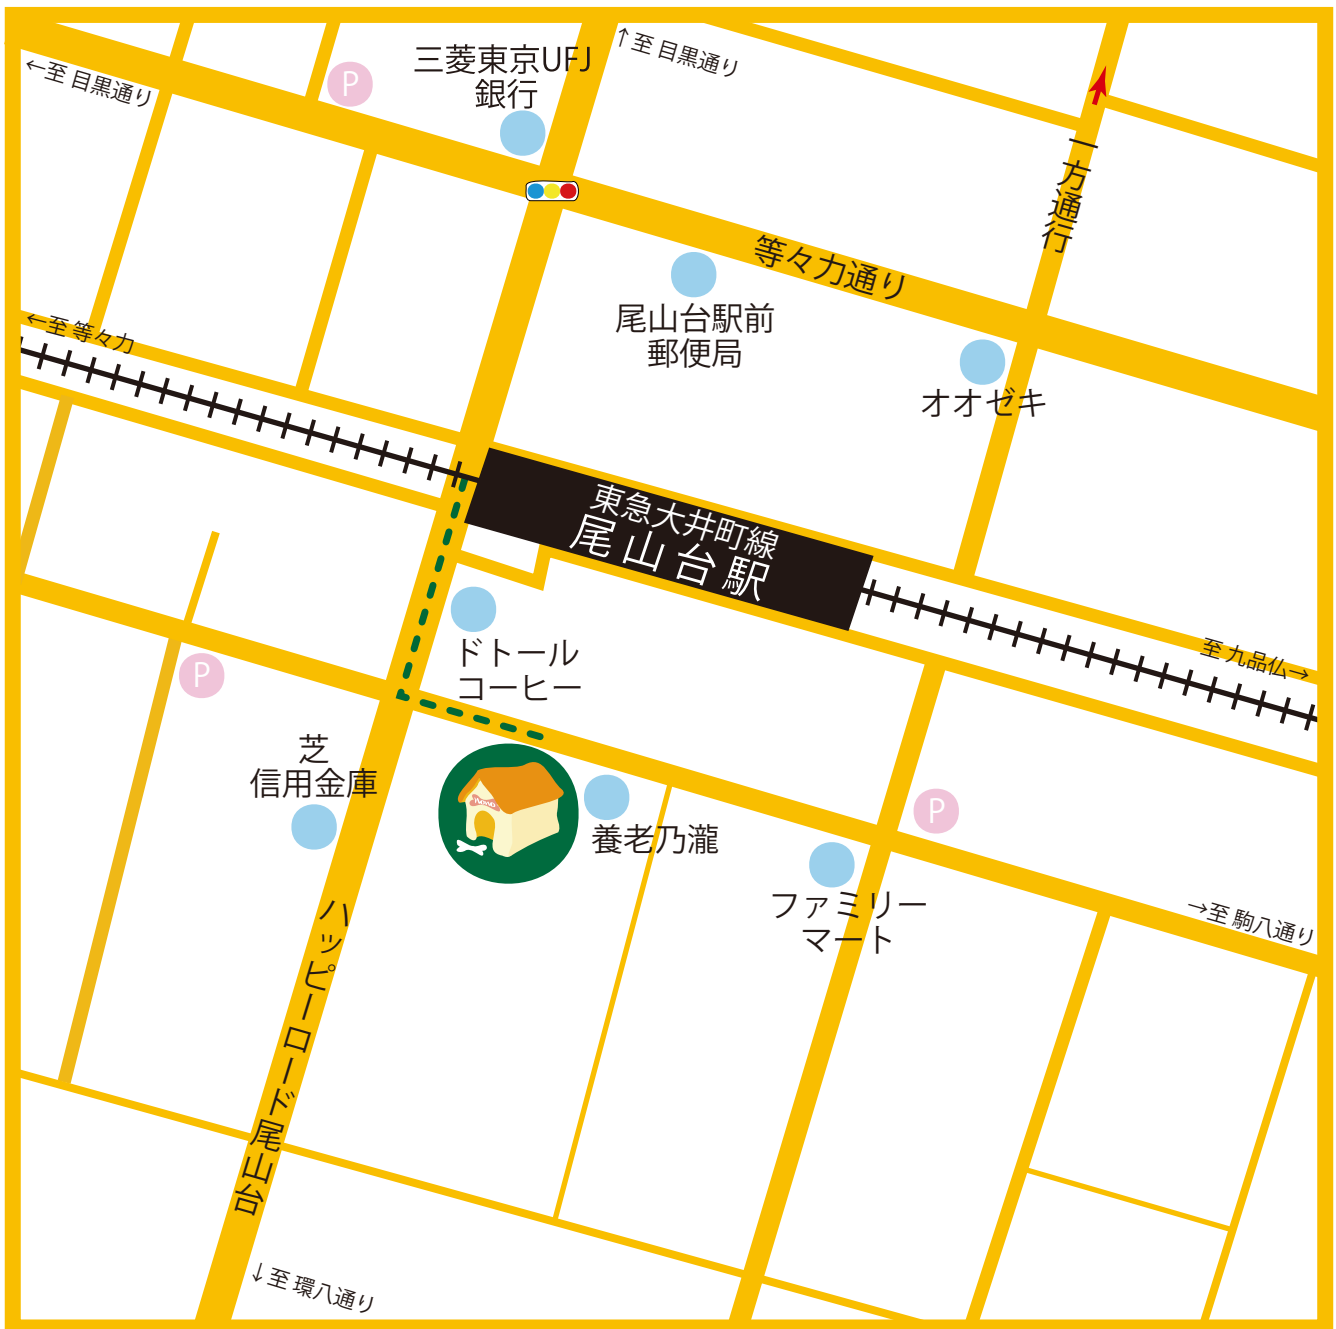 ←至 目黒通り
P
三菱東京UFJ
銀行
↑至 目黒通り
一方通行
等々力通り
尾山台駅前
郵便局
オオゼキ
←至 等々力
東急大井町線
尾山台駅
至 九品仏→
ドトール
コーヒー
P
芝
信用金庫
養老乃瀧
P
ファミリー
マート
→至 駒八通り
ハッピーロード尾山台
↓至 環八通り